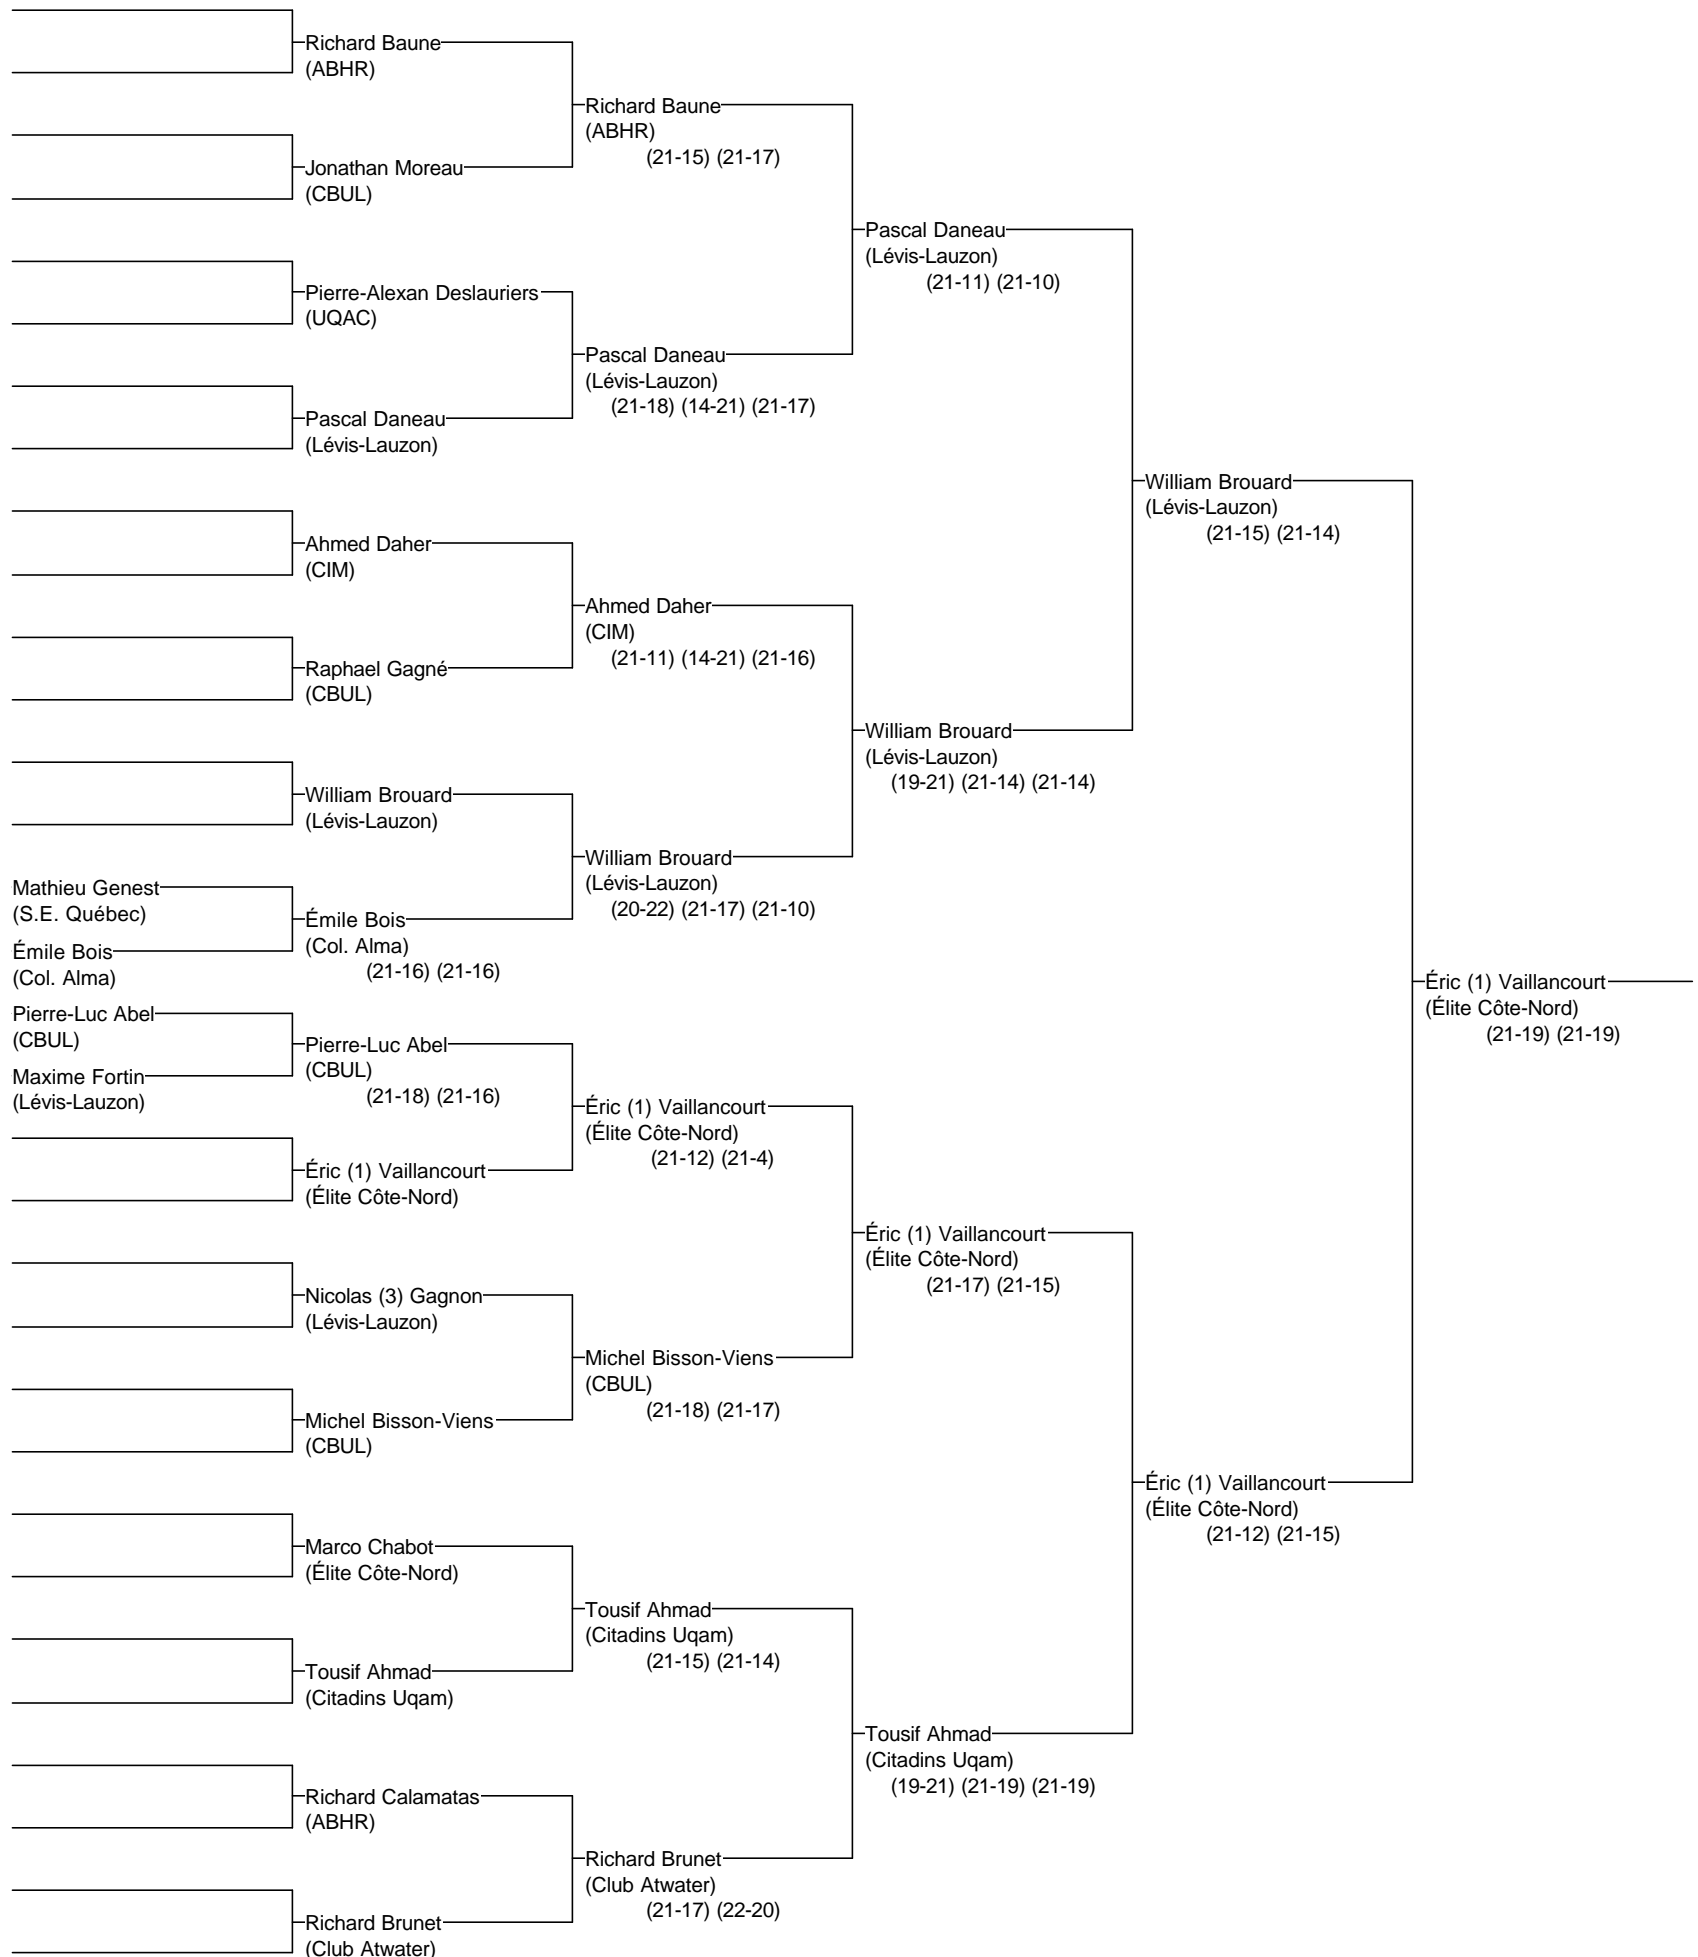 Richard Baune
(ABHR)
Richard Baune
(ABHR)
(21-15) (21-17)
Jonathan Moreau
(CBUL)
Pascal Daneau
(Lévis-Lauzon)
(21-11) (21-10)
Pierre-Alexan Deslauriers
(UQAC)
Pascal Daneau
(Lévis-Lauzon)
(21-18) (14-21) (21-17)
Pascal Daneau
(Lévis-Lauzon)
William Brouard
(Lévis-Lauzon)
(21-15) (21-14)
Ahmed Daher
(CIM)
Ahmed Daher
(CIM)
(21-11) (14-21) (21-16)
Raphael Gagné
(CBUL)
William Brouard
(Lévis-Lauzon)
(19-21) (21-14) (21-14)
William Brouard
(Lévis-Lauzon)
William Brouard
(Lévis-Lauzon)
(20-22) (21-17) (21-10)
Mathieu Genest
(S.E. Québec)
Émile Bois
(Col. Alma)
(21-16) (21-16)
Émile Bois
(Col. Alma)
Éric (1) Vaillancourt
(Élite Côte-Nord)
(21-19) (21-19)
Pierre-Luc Abel
(CBUL)
Pierre-Luc Abel
(CBUL)
(21-18) (21-16)
Maxime Fortin
(Lévis-Lauzon)
Éric (1) Vaillancourt
(Élite Côte-Nord)
(21-12) (21-4)
Éric (1) Vaillancourt
(Élite Côte-Nord)
Éric (1) Vaillancourt
(Élite Côte-Nord)
(21-17) (21-15)
Nicolas (3) Gagnon
(Lévis-Lauzon)
Michel Bisson-Viens
(CBUL)
(21-18) (21-17)
Michel Bisson-Viens
(CBUL)
Éric (1) Vaillancourt
(Élite Côte-Nord)
(21-12) (21-15)
Marco Chabot
(Élite Côte-Nord)
Tousif Ahmad
(Citadins Uqam)
(21-15) (21-14)
Tousif Ahmad
(Citadins Uqam)
Tousif Ahmad
(Citadins Uqam)
(19-21) (21-19) (21-19)
Richard Calamatas
(ABHR)
Richard Brunet
(Club Atwater)
(21-17) (22-20)
Richard Brunet
(Club Atwater)